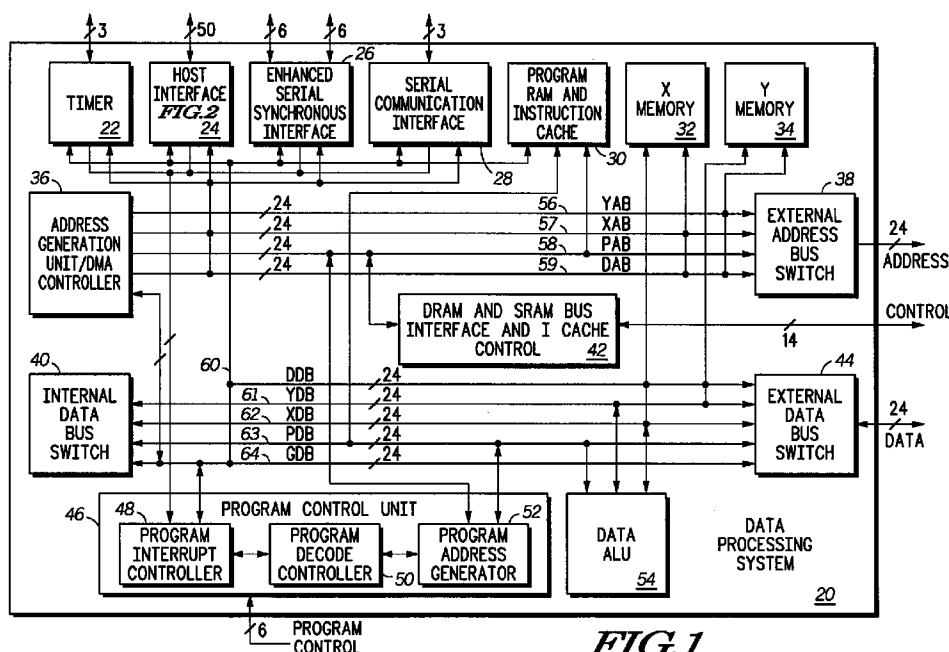 3
50
6
6
3
26
TIMER
22
HOST
INTERFACE
FIG.2
24
ENHANCED
SERIAL
SYNCHRONOUS
INTERFACE
SERIAL
COMMUNICATION
INTERFACE
28
PROGRAM
RAM AND
INSTRUCTION
CACHE
30
X
MEMORY
32
Y
MEMORY
34
36
ADDRESS
GENERATION
UNIT/DMA
CONTROLLER
24
24
24
24
56
YAB
57
XAB
58
PAB
59
DAB
38
EXTERNAL
ADDRESS
BUS
SWITCH
24
ADDRESS
DRAM AND SRAM BUS
INTERFACE AND I CACHE
CONTROL
42
14
CONTROL
40
INTERNAL
DATA
BUS
SWITCH
60
DDB
24
61
YDB
24
62
XDB
24
63
PDB
24
64
GDB
24
44
EXTERNAL
DATA
BUS
SWITCH
24
DATA
46
PROGRAM CONTROL UNIT
48
PROGRAM
INTERRUPT
CONTROLLER
PROGRAM
DECODE
CONTROLLER
50
52
PROGRAM
ADDRESS
GENERATOR
DATA
ALU
54
DATA
PROCESSING
SYSTEM
20
6
PROGRAM
CONTROL
FIG.1